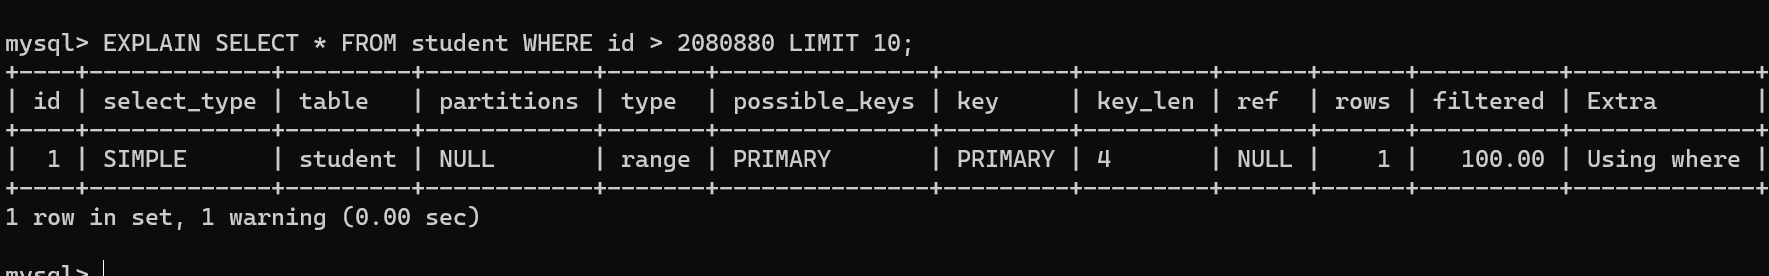 mysql> EXPLAIN SELECT * FROM student WHERE id > 2080880 LIMIT 10;
+----+-------------+---------+------------+-------+---------------+---------+---------+------+------+----------+-------------+
| id | select_type | table   | partitions | type  | possible_keys | key     | key_len | ref  | rows | filtered | Extra       |
+----+-------------+---------+------------+-------+---------------+---------+---------+------+------+----------+-------------+
|  1 | SIMPLE      | student | NULL       | range | PRIMARY       | PRIMARY | 4       | NULL |    1 |   100.00 | Using where |
+----+-------------+---------+------------+-------+---------------+---------+---------+------+------+----------+-------------+
1 row in set, 1 warning (0.00 sec)
mysql>